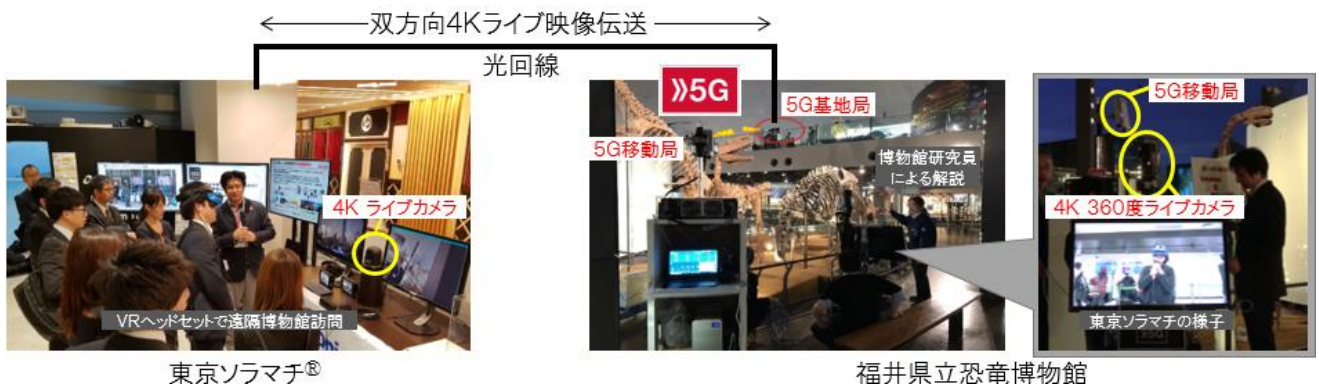 双方向4Kライブ映像伝送
光回線
》5G
5G移動局
5G基地局
博物館研究員
による解説
5G移動局
4K ライブカメラ
4K 360度ライブカメラ
VRヘッドセットで遠隔博物館訪問
東京ソラマチの様子
東京ソラマチ®
福井県立恐竜博物館